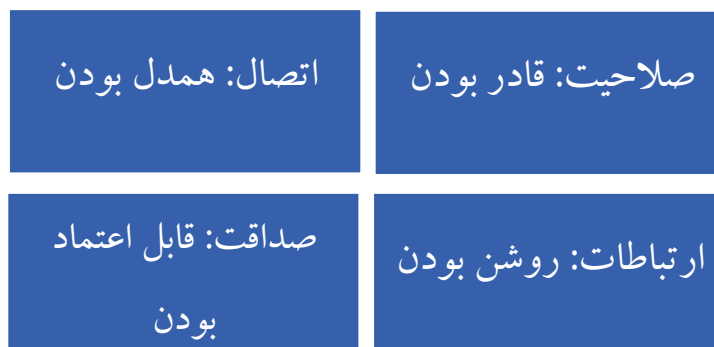 صلاحیت: قادر بودن
اتصال: همدل بودن
ارتباطات: روشن بودن
صداقت: قابل اعتماد
بودن